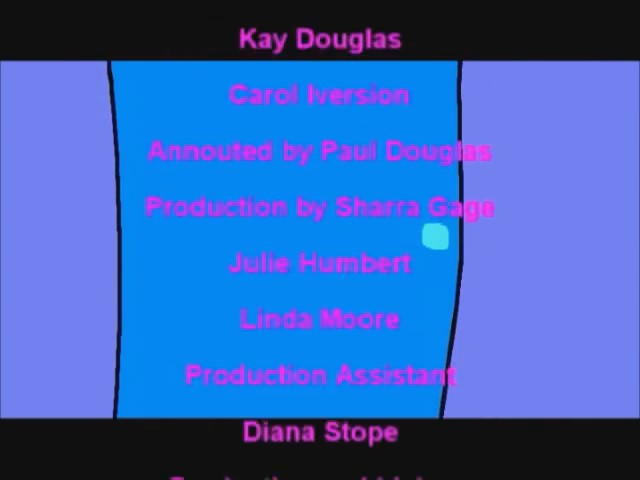 Kay Douglas
Carol Iversion
Annouted by Paul Douglas
Production by Sharra Gage
Julie Humbert
Linda Moore
Production Assistant
Diana Stope